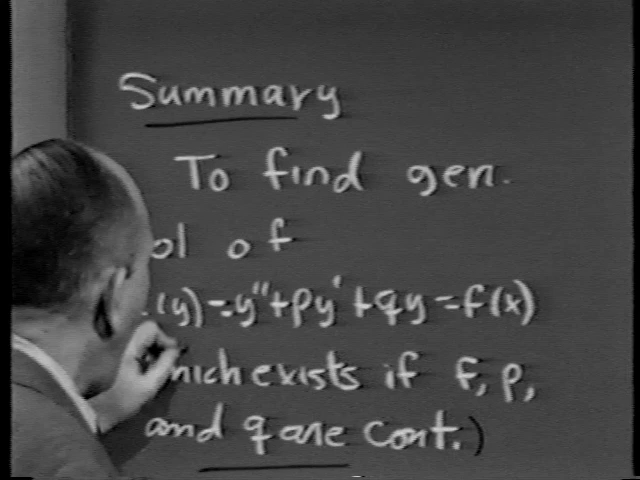 Summary
To find gen.
ol of
(y)=y"+py'+qy=f(x)
hich exists if f, p,
and q are cont.)